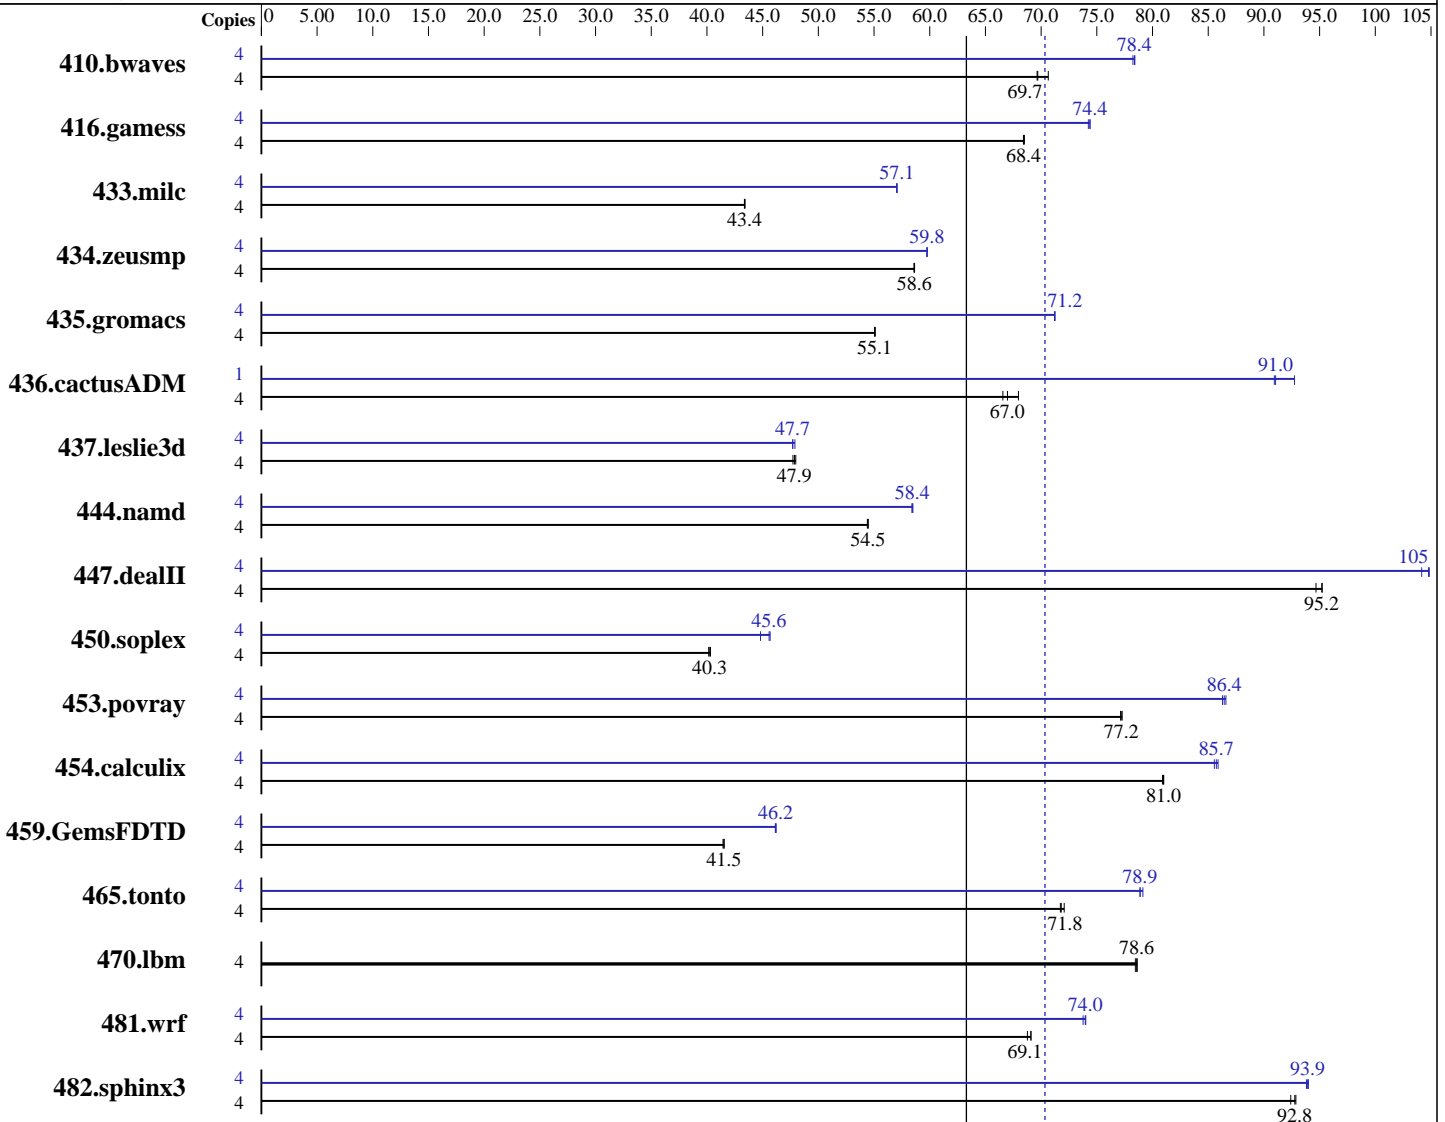 Copies 0 5.00 10.0 15.0 20.0 25.0 30.0 35.0 40.0 45.0 50.0 55.0 60.0 65.0 70.0 75.0 80.0 85.0 90.0 95.0 100 105
410.bwaves 4 78.4
4 69.7
416.gamess 4 74.4
4 68.4
433.milc 4 57.1
4 43.4
434.zeusmp 4 59.8
4 58.6
435.gromacs 4 71.2
4 55.1
436.cactusADM 1 91.0
4 67.0
437.leslie3d 4 47.7
4 47.9
444.namd 4 58.4
4 54.5
447.dealII 4 105
4 95.2
450.soplex 4 45.6
4 40.3
453.povray 4 86.4
4 77.2
454.calculix 4 85.7
4 81.0
459.GemsFDTD 4 46.2
4 41.5
465.tonto 4 78.9
4 71.8
470.lbm 4 78.6
481.wrf 4 74.0
4 69.1
482.sphinx3 4 93.9
4 92.8